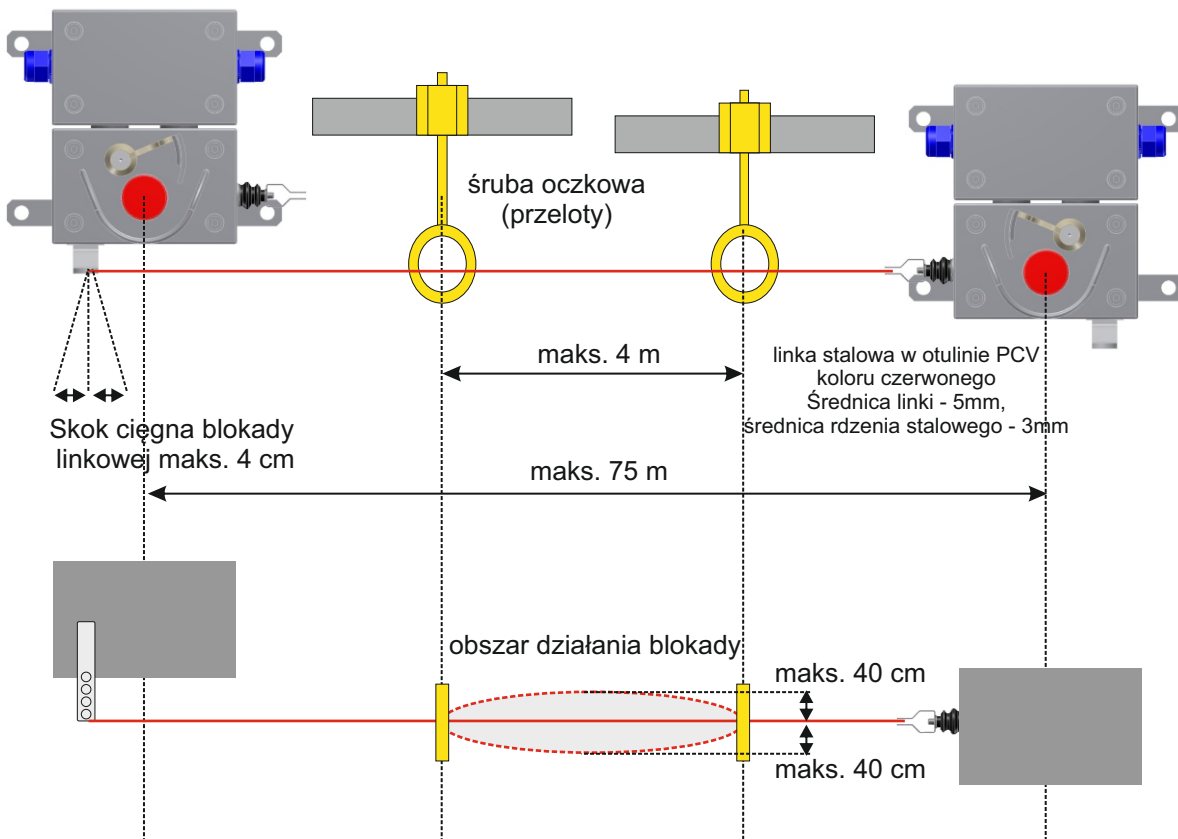 śruba oczkowa
(przeloty)
maks. 4 m
linka stalowa w otulinie PCV
koloru czerwonego
Średnica linki - 5mm,
średnica rdzenia stalowego - 3mm
Skok cięgna blokady
linkowej maks. 4 cm
maks. 75 m
obszar działania blokady
maks. 40 cm
maks. 40 cm